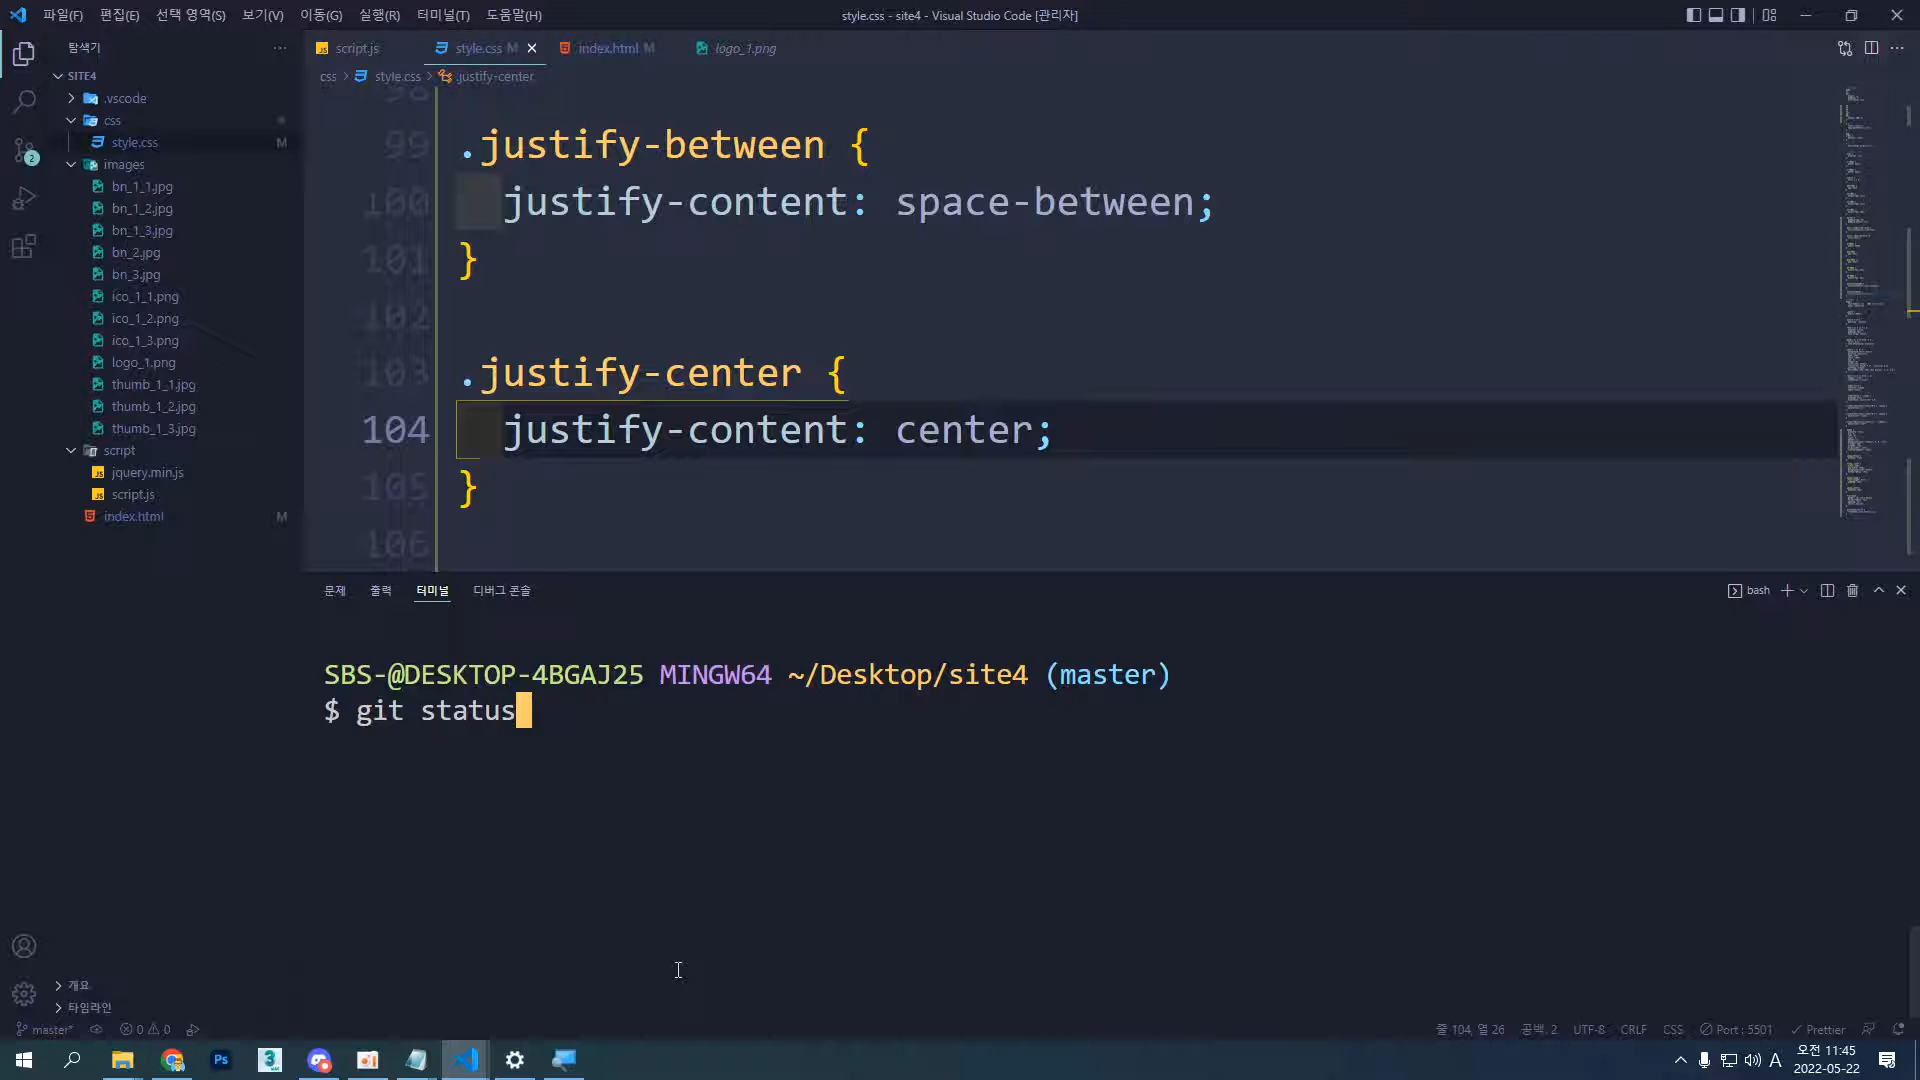 파일(F) 편집(E) 선택 영역(S) 보기(V) 이동(G) 실행(R) 터미널(T) 도움말(H)
style.css - site4 - Visual Studio Code [관리자]
탐색기
SITE4
.vscode
css
style.css M
images
bn_1_1.jpg
bn_1_2.jpg
bn_1_3.jpg
bn_2.jpg
bn_3.jpg
ico_1_1.png
ico_1_2.png
ico_1_3.png
logo_1.png
thumb_1_1.jpg
thumb_1_2.jpg
thumb_1_3.jpg
script
jquery.min.js
script.js
index.html M
2
개요
타임라인
script.js
style.css M
index.html M
logo_1.png
css > style.css > .justify-center
98
99 .justify-between {
100 justify-content: space-between;
101 }
102
103 .justify-center {
104 justify-content: center;
105 }
106
문제 출력 터미널 디버그 콘솔
bash
SBS-@DESKTOP-4BGAJ25 MINGW64 ~/Desktop/site4 (master)
$ git status
master* 0 0
줄 104, 열 26 공백: 2 UTF-8 CRLF CSS Port : 5501 Prettier
Ps
3
A
오전 11:45
2022-05-22